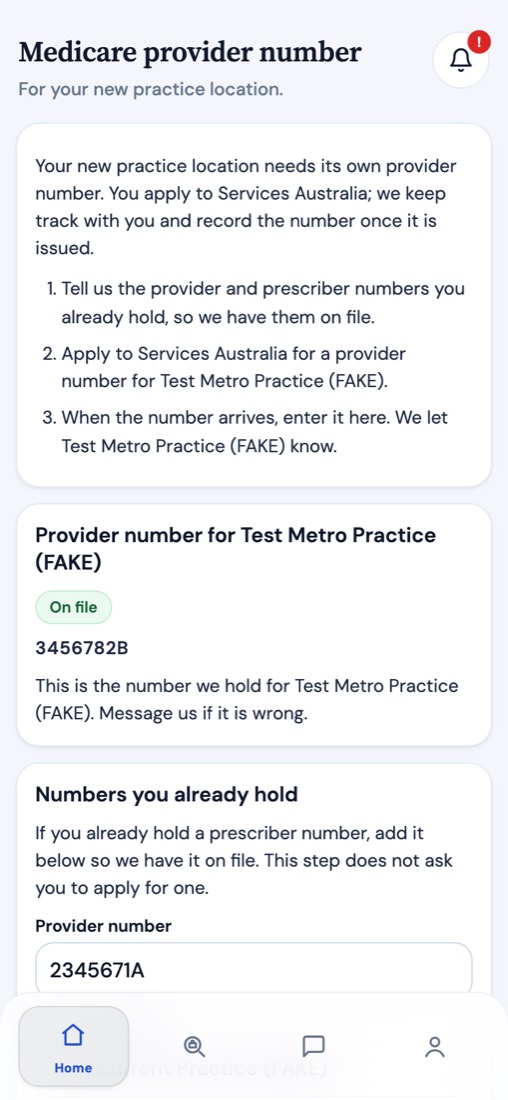 Medicare provider number
!
For your new practice location.
Your new practice location needs its own provider
number. You apply to Services Australia; we keep
track with you and record the number once it is
issued.
1. Tell us the provider and prescriber numbers you
already hold, so we have them on file.
2. Apply to Services Australia for a provider
number for Test Metro Practice (FAKE).
3. When the number arrives, enter it here. We let
Test Metro Practice (FAKE) know.
Provider number for Test Metro Practice
(FAKE)
On file
3456782B
This is the number we hold for Test Metro Practice
(FAKE). Message us if it is wrong.
Numbers you already hold
If you already hold a prescriber number, add it
below so we have it on file. This step does not ask
you to apply for one.
Provider number
2345671A
Current Practice (FAKE)
Home